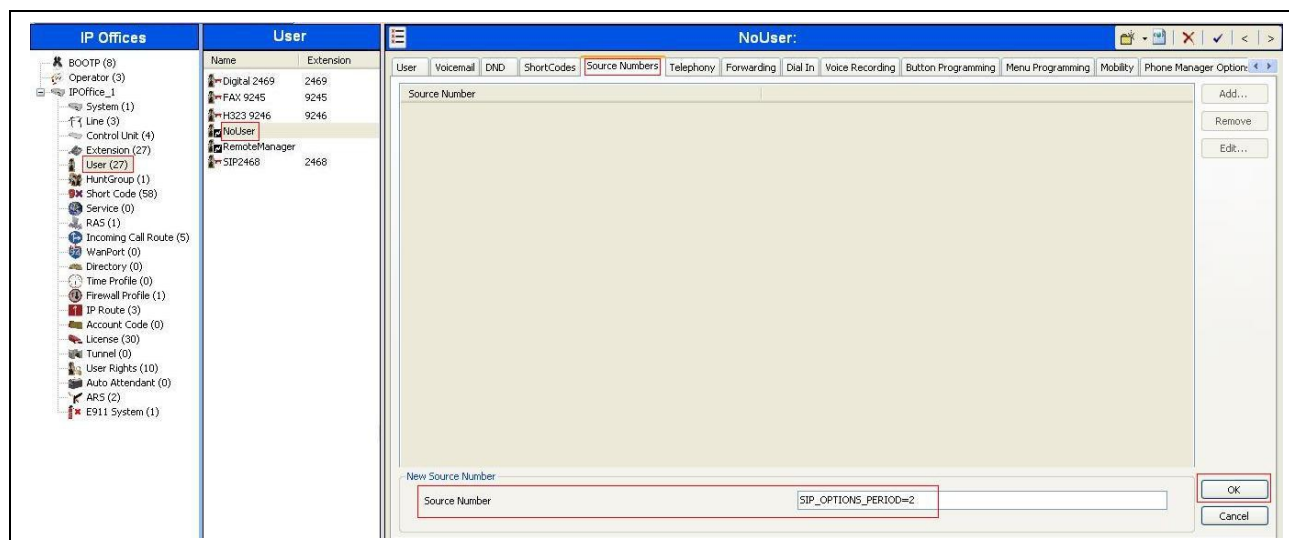 IP Offices
BOOTP (8)
Operator (3)
IPOffice_1
System (1)
Line (3)
Control Unit (4)
Extension (27)
User (27)
HuntGroup (1)
Short Code (58)
Service (0)
RAS (1)
Incoming Call Route (5)
WanPort (0)
Directory (0)
Time Profile (0)
Firewall Profile (1)
IP Route (3)
Account Code (0)
License (30)
Tunnel (0)
User Rights (10)
Auto Attendant (0)
ARS (2)
E911 System (1)
User
Name Extension
Digital 2469 2469
FAX 9245 9245
H323 9246 9246
NoUser
RemoteManager
SIP2468 2468
NoUser:
User Voicemail DND ShortCodes Source Numbers Telephony Forwarding Dial In Voice Recording Button Programming Menu Programming Mobility Phone Manager Options
Source Number
Add...
Remove
Edit...
New Source Number
Source Number SIP_OPTIONS_PERIOD=2
OK
Cancel